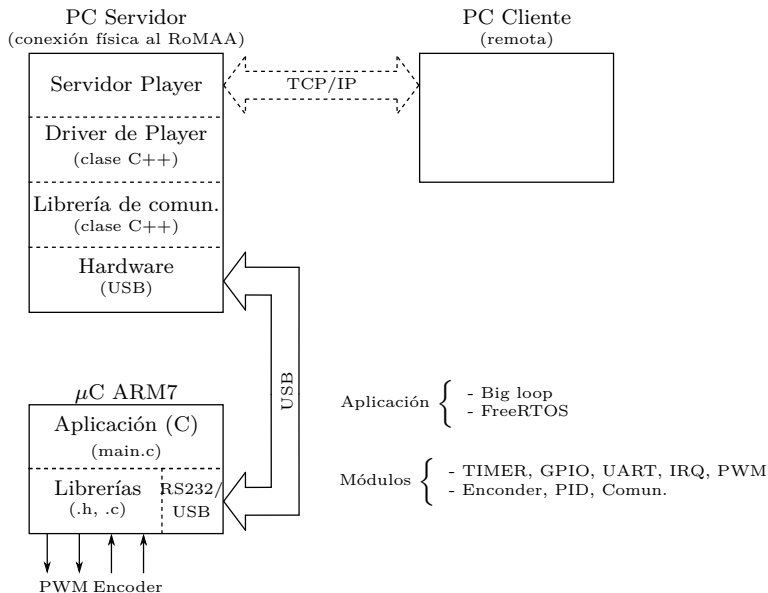 PC Servidor
(conexión física al RoMAA)
PC Cliente
(remota)
Servidor Player
TCP/IP
Driver de Player
(clase C++)
Librería de comun.
(clase C++)
Hardware
(USB)
USB
µC ARM7
Aplicación (C)
(main.c)
Librerías
(.h, .c)
RS232/
USB
PWM Encoder
Aplicación
- Big loop
- FreeRTOS
Módulos
- TIMER, GPIO, UART, IRQ, PWM
- Enconder, PID, Comun.